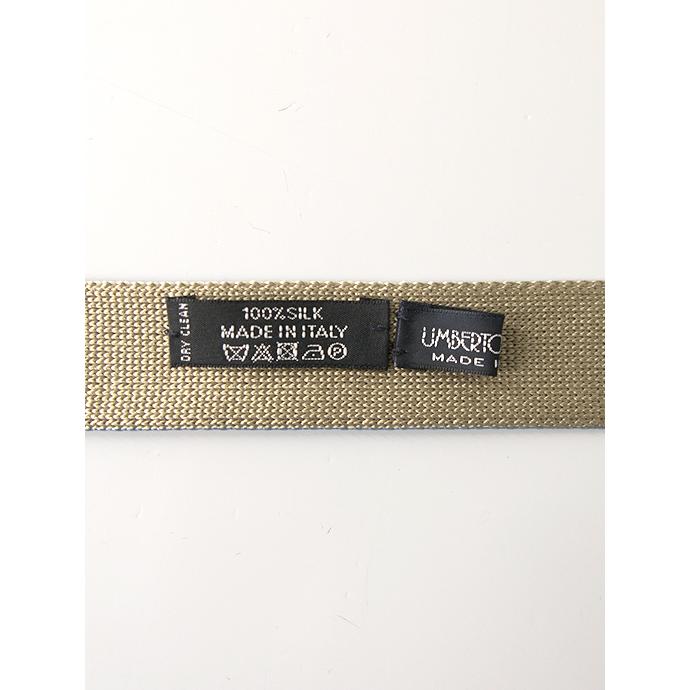 DRY CLEAN
100%SILK
MADE IN ITALY
UMBERTO
MADE I